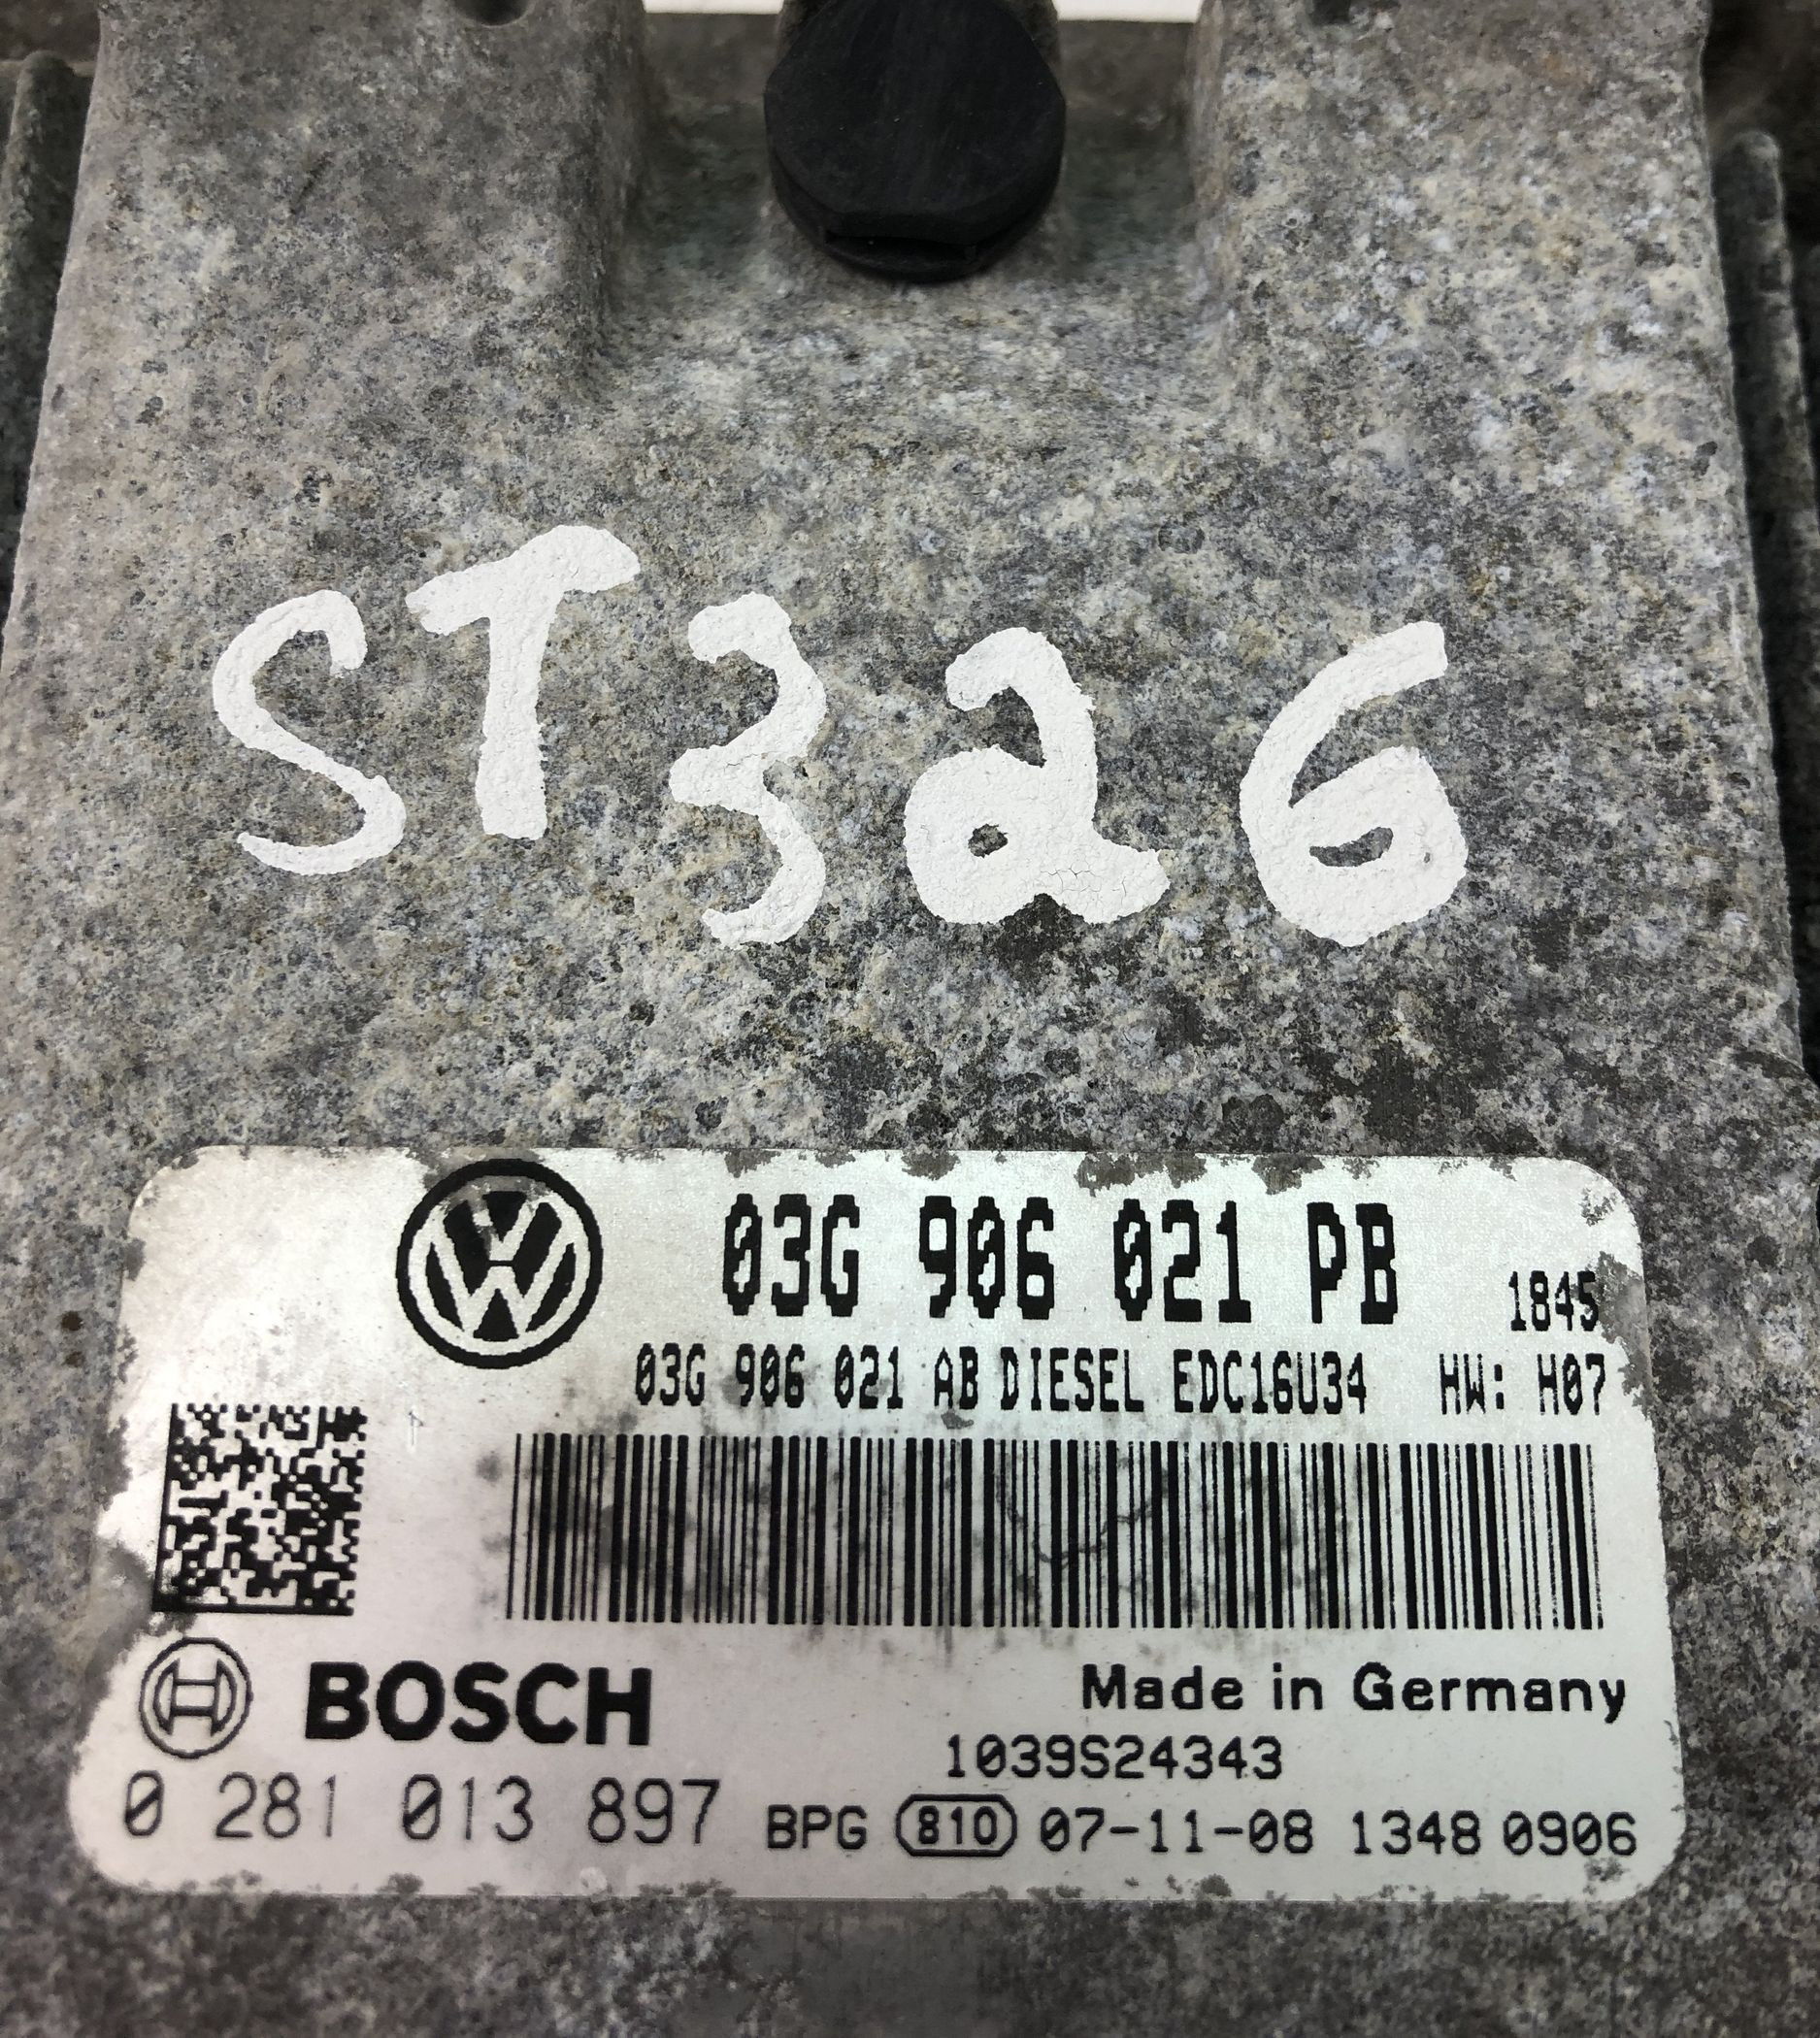 ST326
03G 906 021 PB 1845
03G 906 021 AB DIESEL EDC16U34 HW: H07
BOSCH
Made in Germany
1039S24343
0 281 013 897 BPG 810 07-11-08 1348 0906